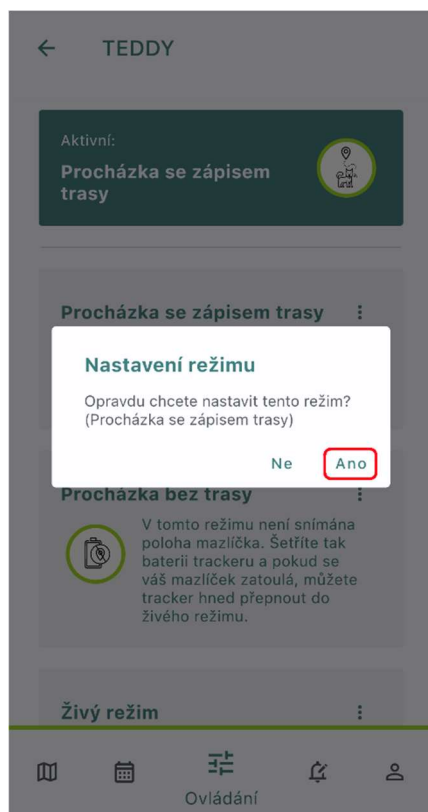 TEDDY
Aktivní:
Procházka se zápisem
trasy
Procházka se zápisem trasy
Nastavení režimu
Opravdu chcete nastavit tento režim?
(Procházka se zápisem trasy)
Ne
Ano
Procházka bez trasy
V tomto režimu není snímána
poloha mazlíčka. Šetříte tak
baterii trackeru a pokud se
váš mazlíček zatoulá, můžete
tracker hned přepnout do
živého režimu.
Živý režim
Ovládání